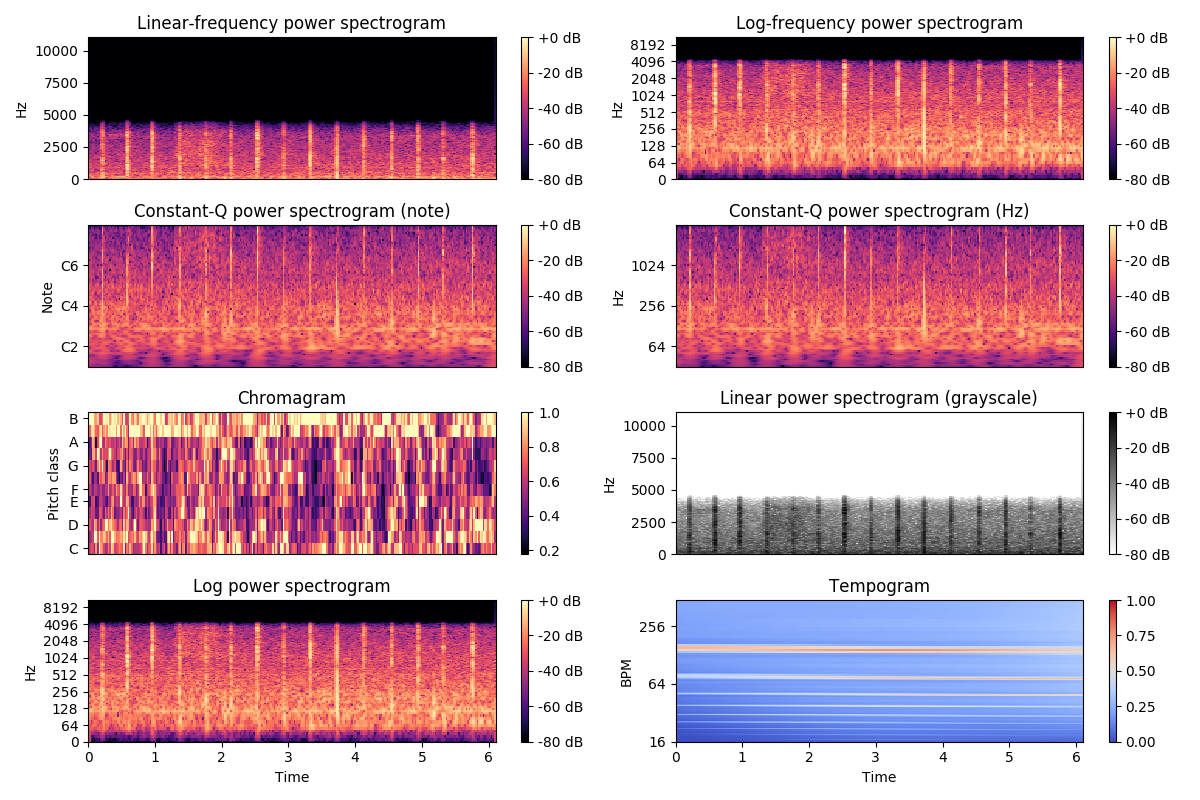 Linear-frequency power spectrogram
Hz
10000
7500
5000
2500
0
+0 dB
-20 dB
-40 dB
-60 dB
-80 dB
Log-frequency power spectrogram
Hz
8192
4096
2048
1024
512
256
128
64
0
+0 dB
-20 dB
-40 dB
-60 dB
-80 dB
Constant-Q power spectrogram (note)
Note
C6
C4
C2
+0 dB
-20 dB
-40 dB
-60 dB
-80 dB
Constant-Q power spectrogram (Hz)
Hz
1024
256
64
+0 dB
-20 dB
-40 dB
-60 dB
-80 dB
Chromagram
Pitch class
B
A
G
F
E
D
C
1.0
0.8
0.6
0.4
0.2
Linear power spectrogram (grayscale)
Hz
10000
7500
5000
2500
0
+0 dB
-20 dB
-40 dB
-60 dB
-80 dB
Log power spectrogram
Hz
8192
4096
2048
1024
512
256
128
64
0
0 1 2 3 4 5 6
Time
+0 dB
-20 dB
-40 dB
-60 dB
-80 dB
Tempogram
BPM
256
64
16
0 1 2 3 4 5 6
Time
1.00
0.75
0.50
0.25
0.00